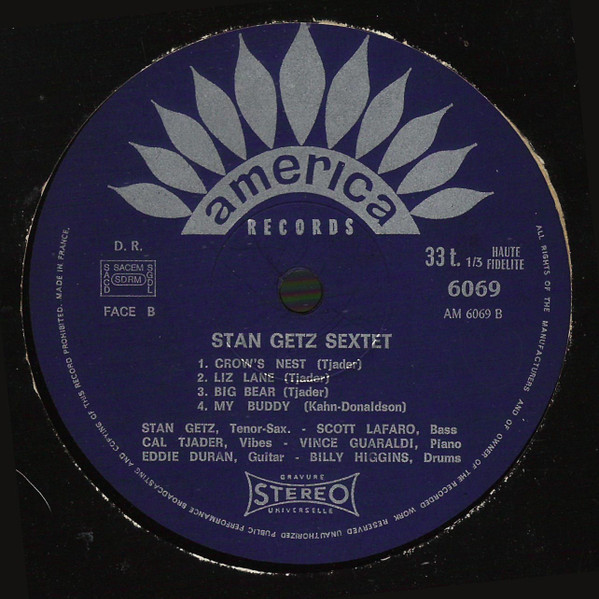 america
RECORDS
D. R.
SACEM
SACD SDRM SGDL
FACE B
33 t. 1/3 HAUTE FIDELITE
6069
AM 6069 B
STAN GETZ SEXTET
1. CROW'S NEST (Tjader)
2. LIZ LANE (Tjader)
3. BIG BEAR (Tjader)
4. MY BUDDY (Kahn-Donaldson)
STAN GETZ, Tenor-Sax. - SCOTT LAFARO, Bass
CAL TJADER, Vibes - VINCE GUARALDI, Piano
EDDIE DURAN, Guitar - BILLY HIGGINS, Drums
GRAVURE
STEREO
UNIVERSELLE
ALL RIGHTS OF THE MANUFACTURERS AND OF OWNER OF THE RECORDED WORK RESERVED UNAUTHORIZED PUBLIC PERFORMANCE BROADCASTING AND COPYING OF THIS RECORD PROHIBITED. MADE IN FRANCE.